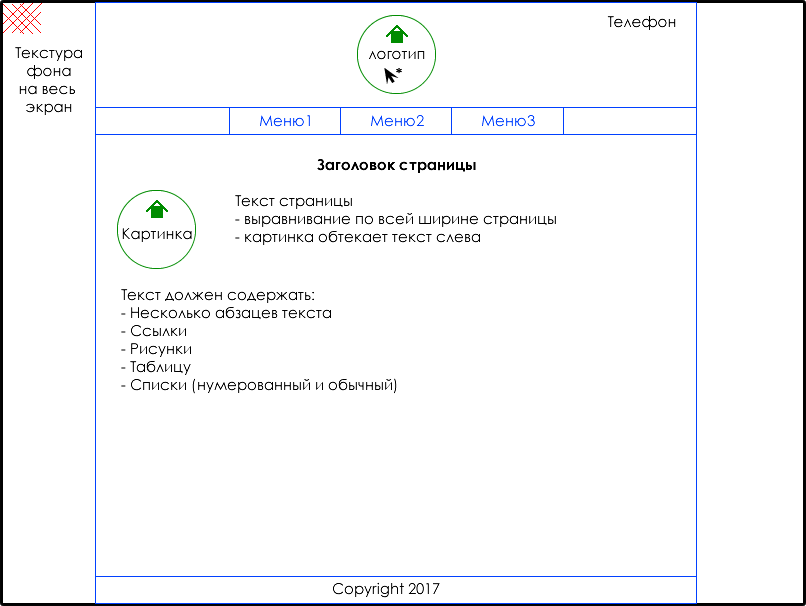 Телефон
логотип
*
Текстура
фона
на весь
экран
Меню1 Меню2 Меню3
Заголовок страницы
Картинка
Текст страницы
- выравнивание по всей ширине страницы
- картинка обтекает текст слева
Текст должен содержать:
- Несколько абзацев текста
- Ссылки
- Рисунки
- Таблицу
- Списки (нумерованный и обычный)
Copyright 2017